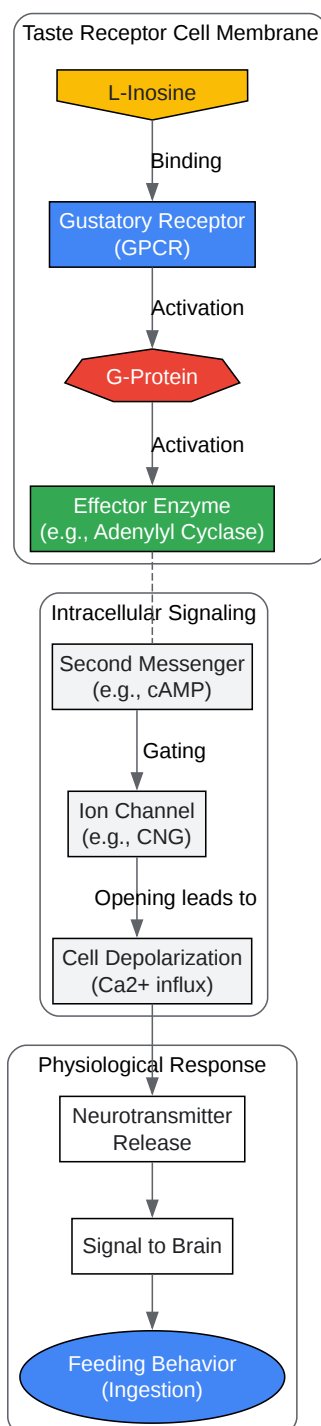 Taste Receptor Cell Membrane
L-Inosine
Binding
Gustatory Receptor
(GPCR)
Activation
G-Protein
Activation
Effector Enzyme
(e.g., Adenylyl Cyclase)
Intracellular Signaling
Second Messenger
(e.g., cAMP)
Gating
Ion Channel
(e.g., CNG)
Opening leads to
Cell Depolarization
(Ca2+ influx)
Physiological Response
Neurotransmitter
Release
Signal to Brain
Feeding Behavior
(Ingestion)